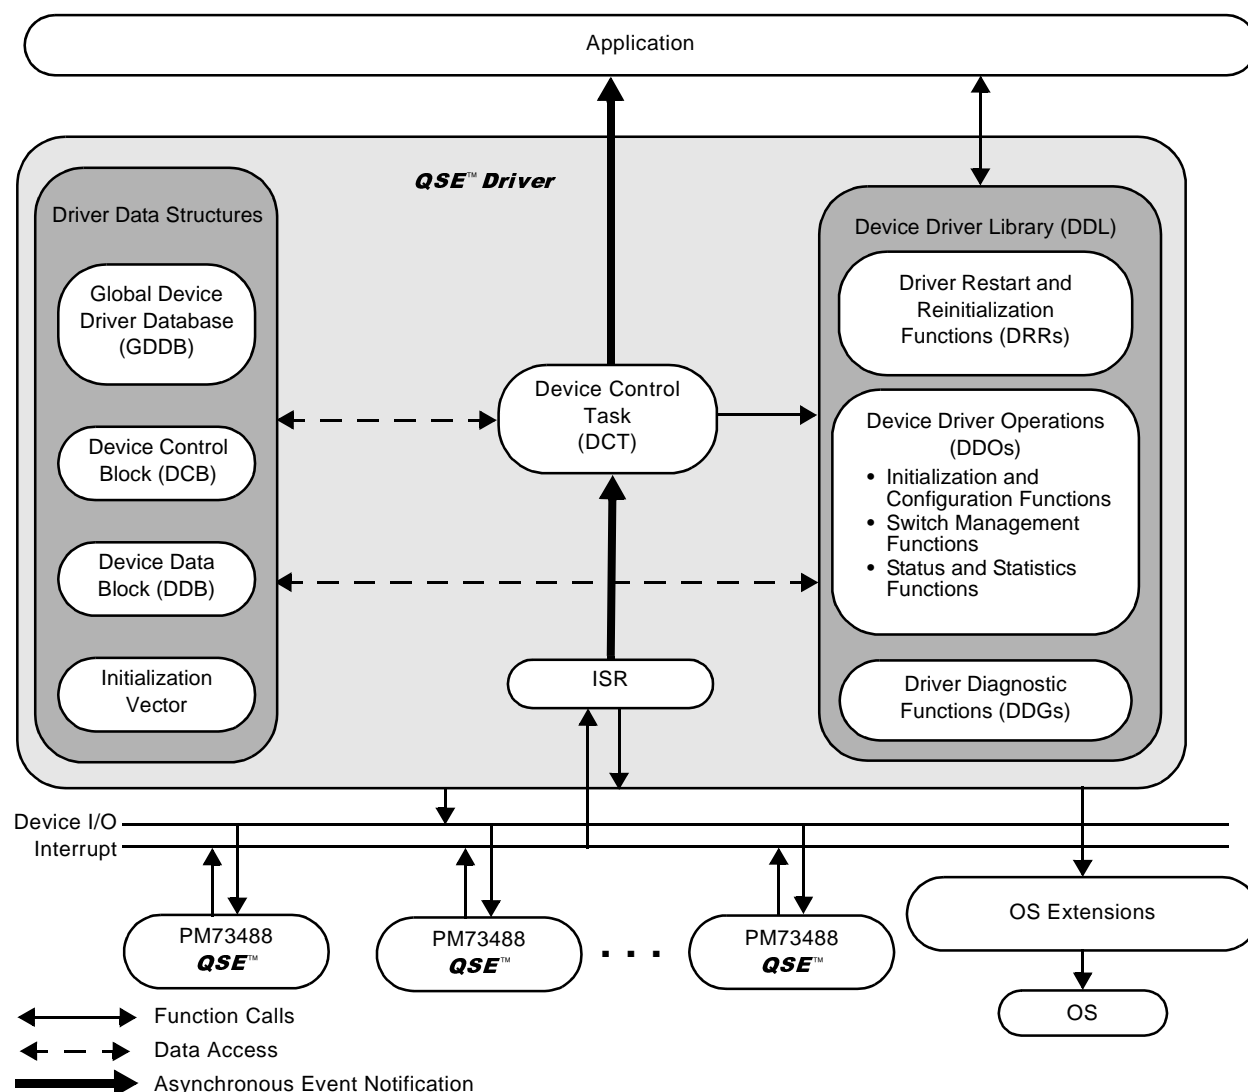 Application
QSE™ Driver
Driver Data Structures
Global Device
Driver Database
(GDDB)
Device Control
Block (DCB)
Device Data
Block (DDB)
Initialization
Vector
Device Control
Task
(DCT)
ISR
Device Driver Library (DDL)
Driver Restart and
Reinitialization
Functions (DRRs)
Device Driver Operations
(DDOs)
• Initialization and
Configuration Functions
• Switch Management
Functions
• Status and Statistics
Functions
Driver Diagnostic
Functions (DDGs)
Device I/O
Interrupt
PM73488
QSE™
PM73488
QSE™
. . .
PM73488
QSE™
OS Extensions
OS
Function Calls
Data Access
Asynchronous Event Notification